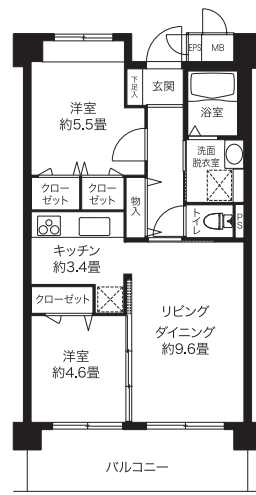 EPS
MB
下足入
玄関
浴室
洋室
約5.5畳
洗面
脱衣室
クロー
ゼット
クロー
ゼット
物入
トイレ
PS
キッチン
約3.4畳
クローゼット
リビング
ダイニング
約9.6畳
洋室
約4.6畳
バルコニー